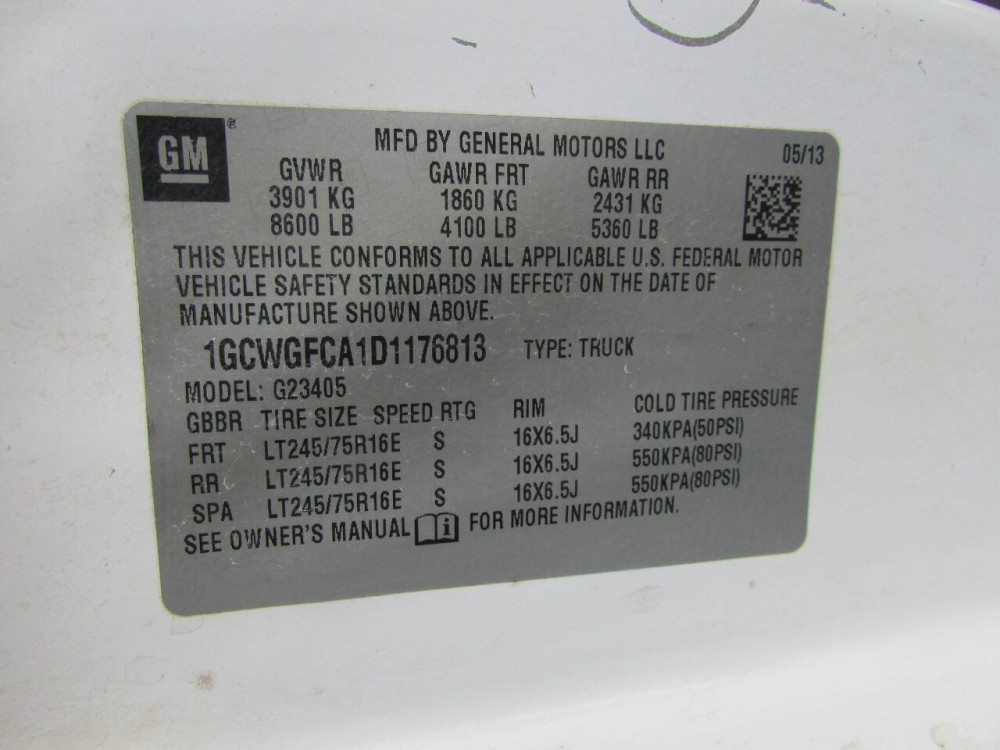 GM ®
MFD BY GENERAL MOTORS LLC 05/13
GVWR GAWR FRT GAWR RR
3901 KG 1860 KG 2431 KG
8600 LB 4100 LB 5360 LB
THIS VEHICLE CONFORMS TO ALL APPLICABLE U.S. FEDERAL MOTOR
VEHICLE SAFETY STANDARDS IN EFFECT ON THE DATE OF
MANUFACTURE SHOWN ABOVE.
1GCWGFCA1D1176813 TYPE: TRUCK
MODEL: G23405
GBBR TIRE SIZE SPEED RTG RIM COLD TIRE PRESSURE
FRT LT245/75R16E S 16X6.5J 340KPA(50PSI)
RR LT245/75R16E S 16X6.5J 550KPA(80PSI)
SPA LT245/75R16E S 16X6.5J 550KPA(80PSI)
SEE OWNER'S MANUAL i FOR MORE INFORMATION.